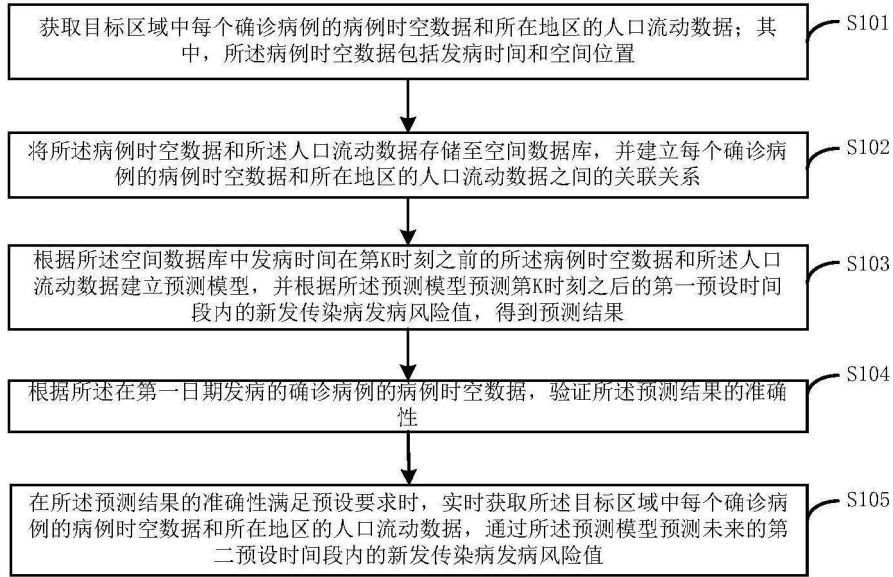 获取目标区域中每个确诊病例的病例时空数据和所在地区的人口流动数据；其
中，所述病例时空数据包括发病时间和空间位置
S101
将所述病例时空数据和所述人口流动数据存储至空间数据库，并建立每个确诊病
例的病例时空数据和所在地区的人口流动数据之间的关联关系
S102
根据所述空间数据库中发病时间在第K时刻之前的所述病例时空数据和所述人口
流动数据建立预测模型，并根据所述预测模型预测第K时刻之后的第一预设时间
段内的新发传染病发病风险值，得到预测结果
S103
根据所述在第一日期发病的确诊病例的病例时空数据，验证所述预测结果的准确
性
S104
在所述预测结果的准确性满足预设要求时，实时获取所述目标区域中每个确诊病
例的病例时空数据和所在地区的人口流动数据，通过所述预测模型预测未来的第
二预设时间段内的新发传染病发病风险值
S105